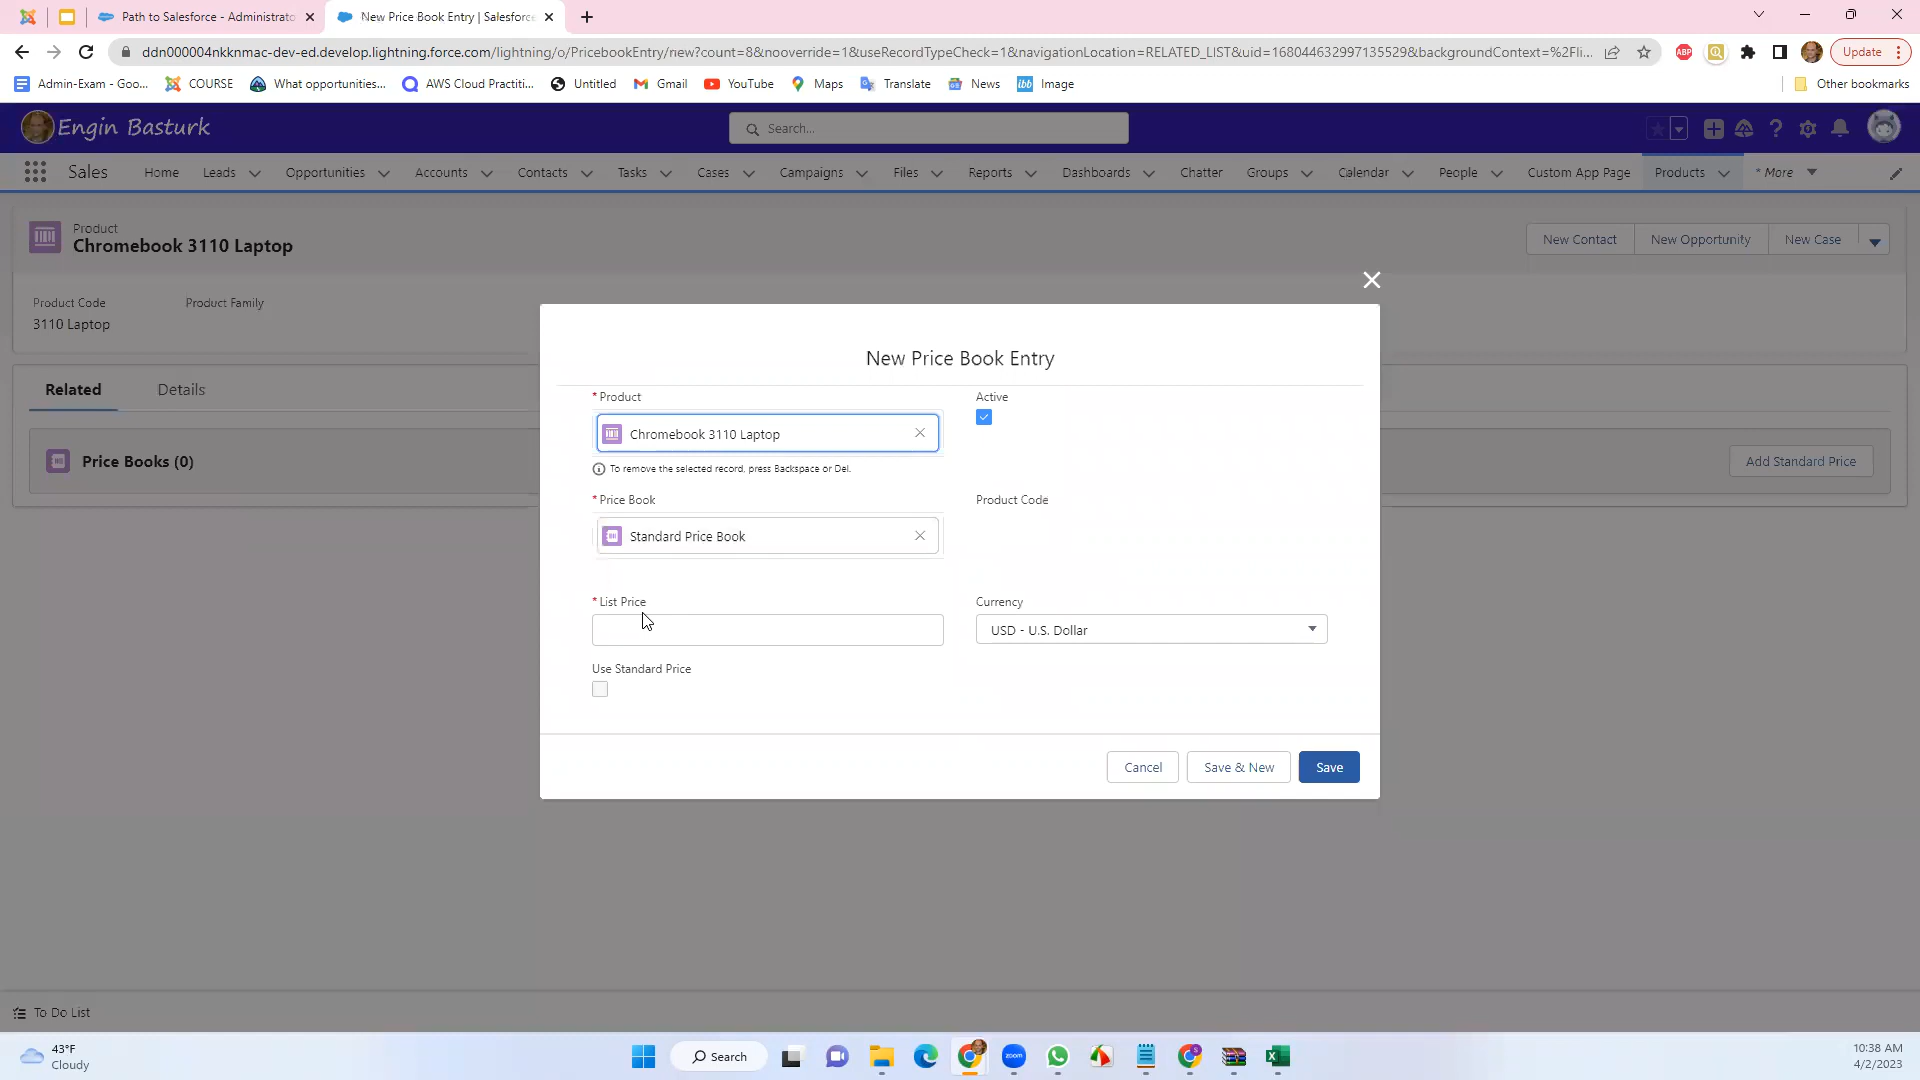 Path to Salesforce - Administrato
New Price Book Entry | Salesforce
ddn000004nkknmac-dev-ed.develop.lightning.force.com/lightning/o/PricebookEntry/new?count=8&nooverride=1&useRecordTypeCheck=1&navigationLocation=RELATED_LIST&uid=168044632997135529&backgroundContext=%2Fli...
ABP
Update
Admin-Exam - Goo...
COURSE
What opportunities...
AWS Cloud Practiti...
Untitled
Gmail
YouTube
Maps
Translate
News
ibb
Image
Other bookmarks
Engin Basturk
Search...
Sales
Home
Leads
Opportunities
Accounts
Contacts
Tasks
Cases
Campaigns
Files
Reports
Dashboards
Chatter
Groups
Calendar
People
Custom App Page
Products
* More
Product
Chromebook 3110 Laptop
New Contact
New Opportunity
New Case
Product Code
Product Family
3110 Laptop
Related
Details
Price Books (0)
Add Standard Price
New Price Book Entry
* Product
Active
Chromebook 3110 Laptop
To remove the selected record, press Backspace or Del.
* Price Book
Product Code
Standard Price Book
* List Price
Currency
USD - U.S. Dollar
Use Standard Price
Cancel
Save & New
Save
To Do List
43°F
Cloudy
Search
zoom
10:38 AM
4/2/2023